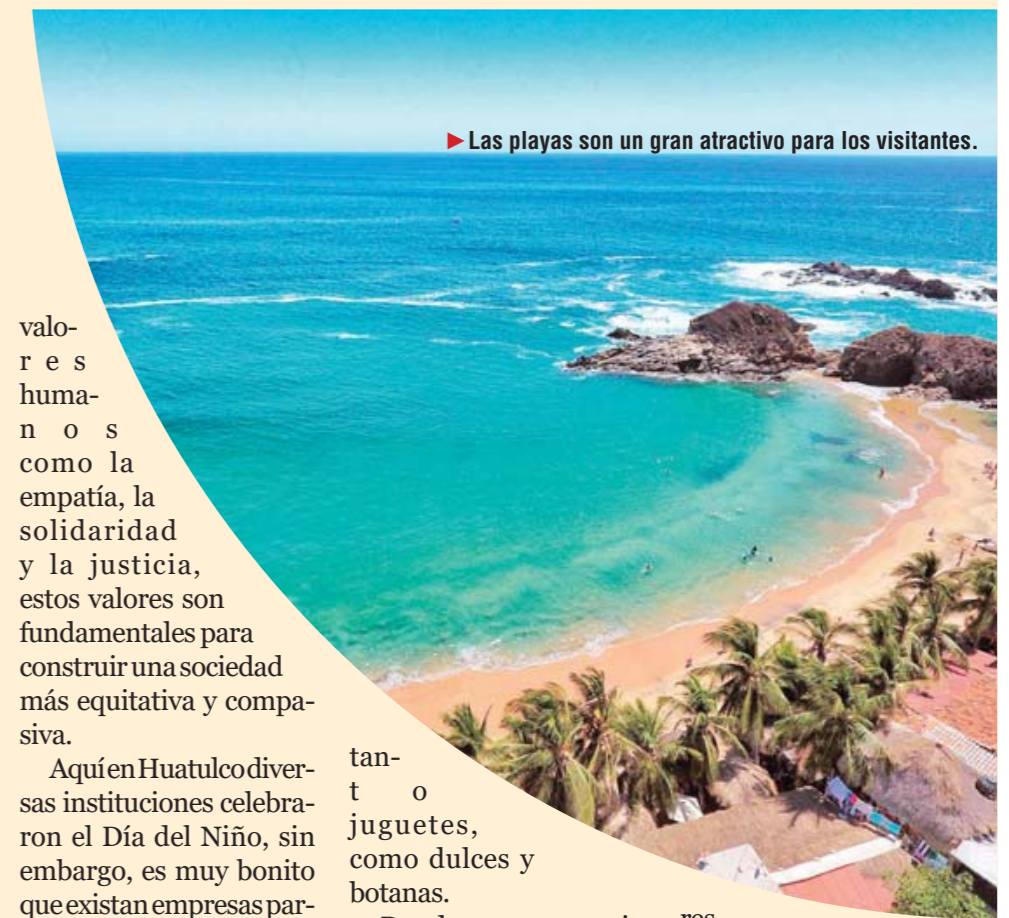 ▶Las playas son un gran atractivo para los visitantes.
valo-
r e s
huma-
n o s
como la
empatía, la
solidaridad
y la justicia,
estos valores son
fundamentales para
construir una sociedad
más equitativa y compa-
siva.
Aquí en Huatulco diver-
sas instituciones celebra-
ron el Día del Niño, sin
embargo, es muy bonito
que existan empresas par-
tan-
t o
juguetes,
como dulces y
botanas.